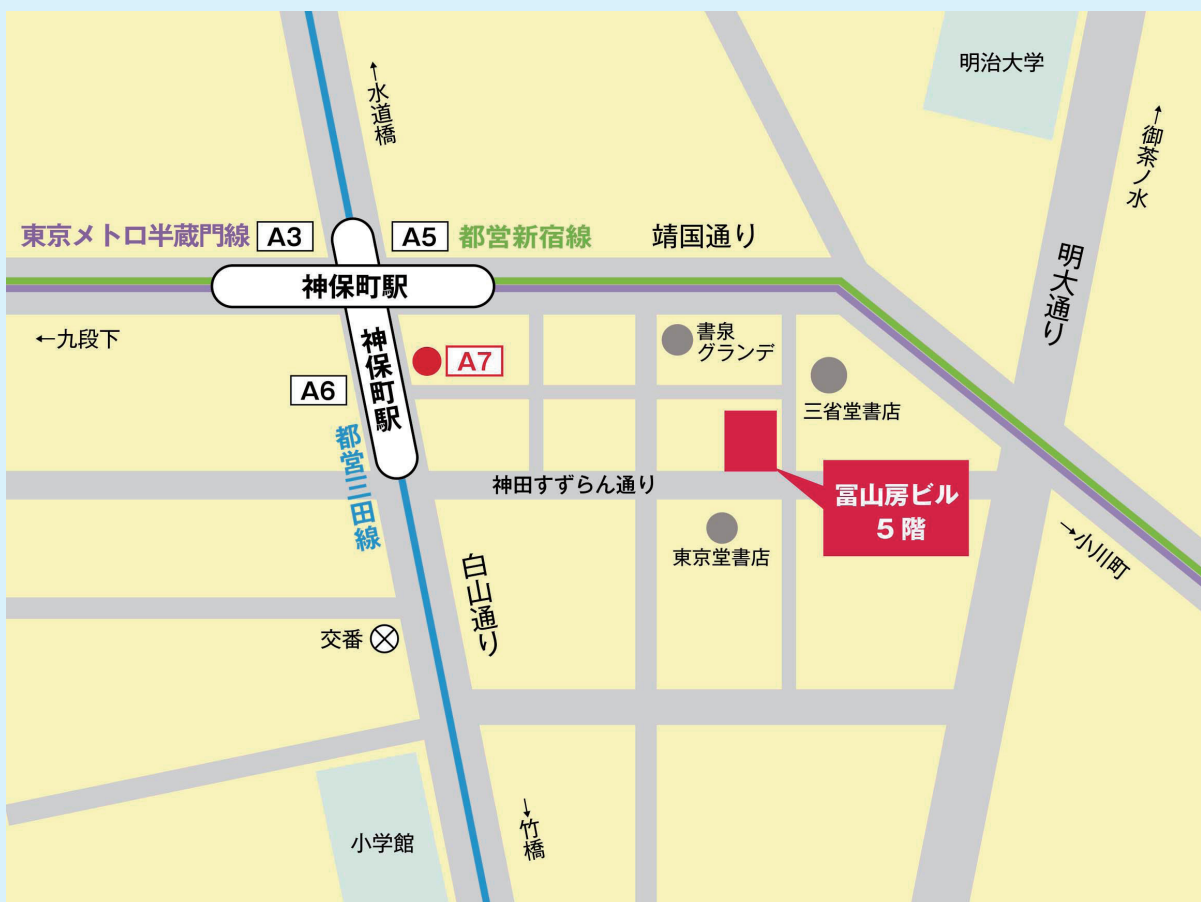 明治大学
←水道橋
←御茶ノ水
東京メトロ半蔵門線
A3
A5
都営新宿線
靖国通り
明大通り
神保町駅
←九段下
神保町駅
書泉
グランデ
A7
A6
三省堂書店
都営三田線
神田すずらん通り
冨山房ビル
5階
東京堂書店
→小川町
白山通り
交番
→竹橋
小学館